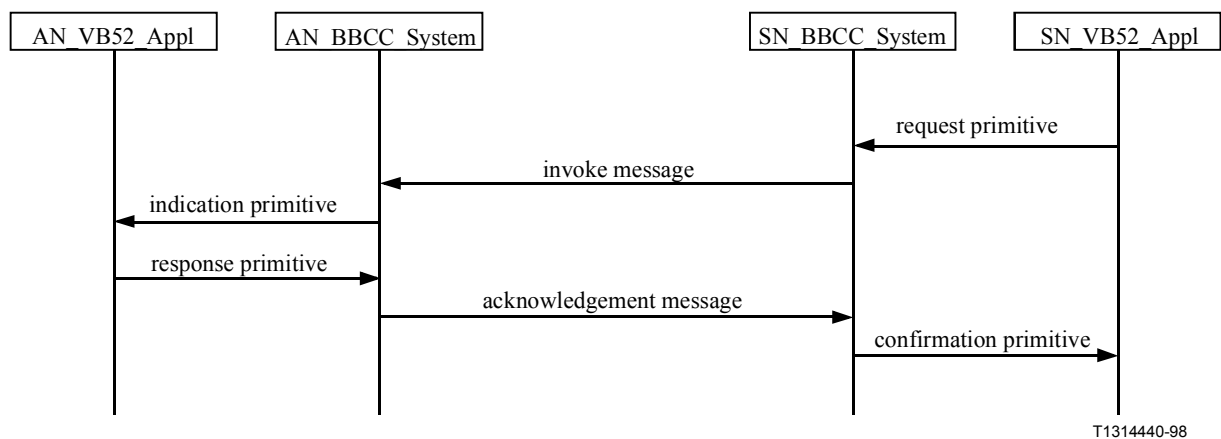 AN_VB52_Appl
AN_BBCC_System
SN_BBCC_System
SN_VB52_Appl
request primitive
invoke message
indication primitive
response primitive
acknowledgement message
confirmation primitive
T1314440-98